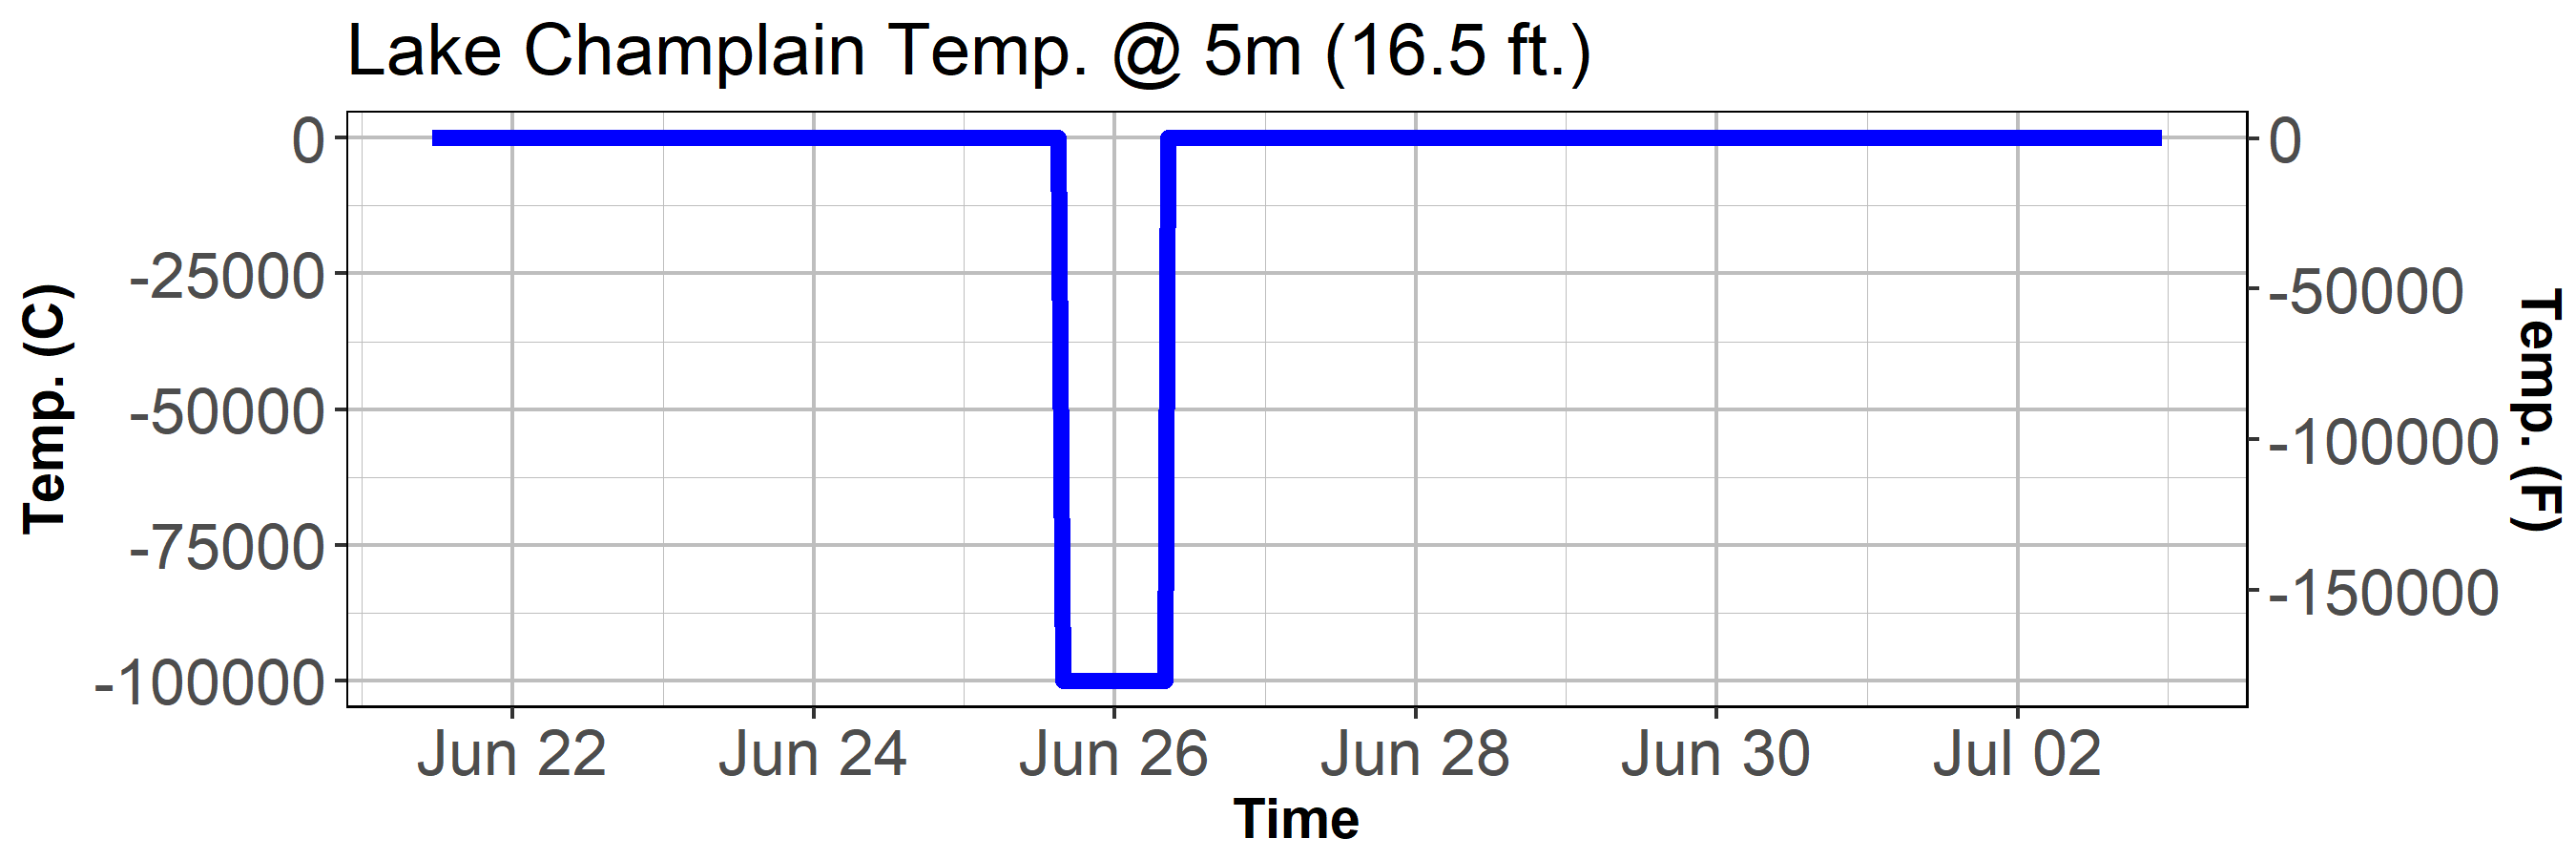 Lake Champlain Temp. @ 5m (16.5 ft.)
Temp. (C)
0
-25000
-50000
-75000
-100000
0
-50000
-100000
-150000
Temp. (F)
Jun 22 Jun 24 Jun 26 Jun 28 Jun 30 Jul 02
Time